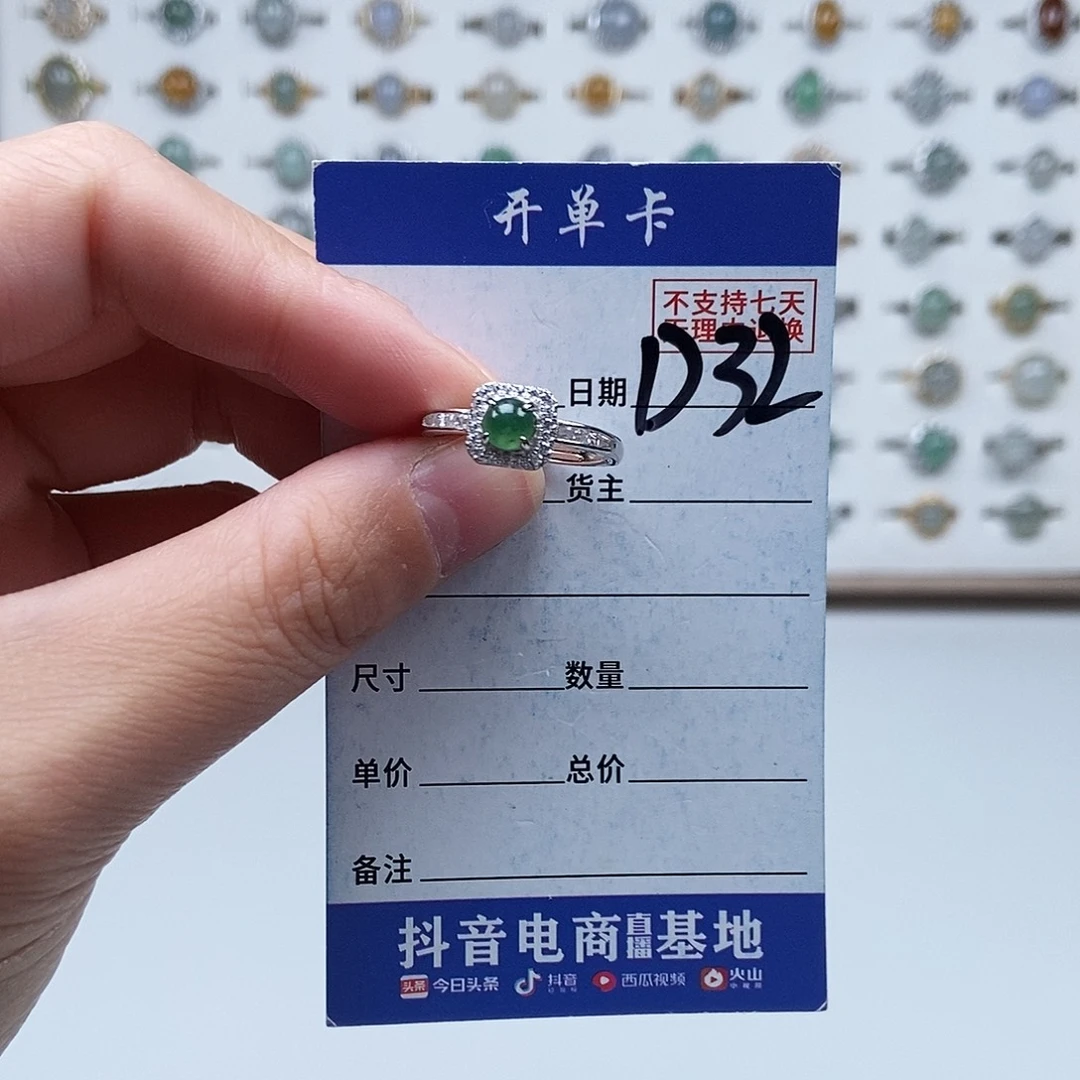 开单卡
不支持七天
无理由退换
日期 D32
货主
尺寸 数量
单价 总价
备注
抖音电商直播基地
头条 今日头条 抖音 西瓜视频 火山